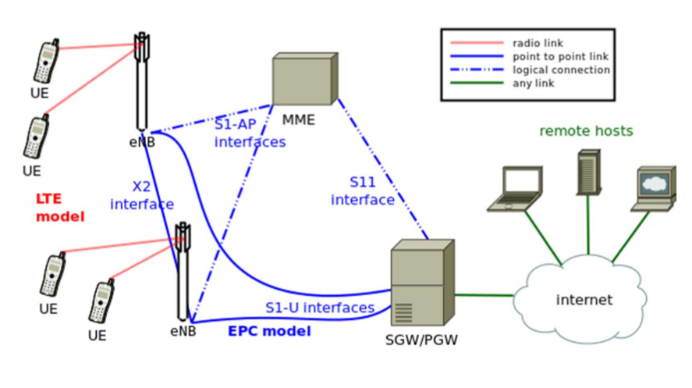 radio link
point to point link
logical connection
any link
UE
eNB
MME
S1-AP
interfaces
remote hosts
UE
X2
interface
S11
interface
LTE
model
UE
UE
eNB
S1-U interfaces
EPC model
SGW/PGW
internet